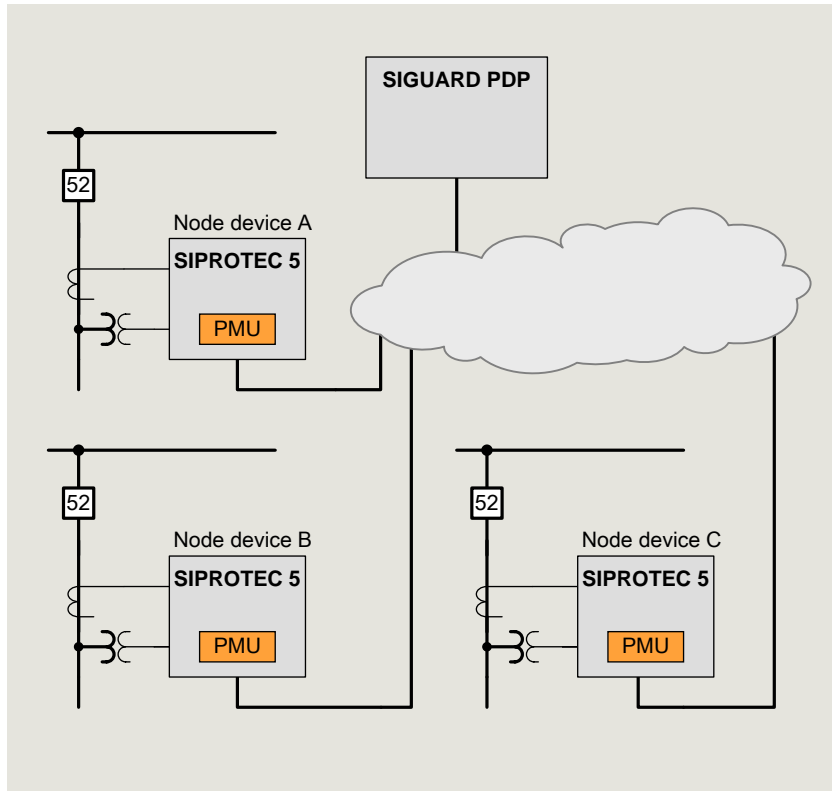 SIGUARD PDP
52
Node device A
SIPROTEC 5
PMU
52
Node device B
SIPROTEC 5
PMU
52
Node device C
SIPROTEC 5
PMU